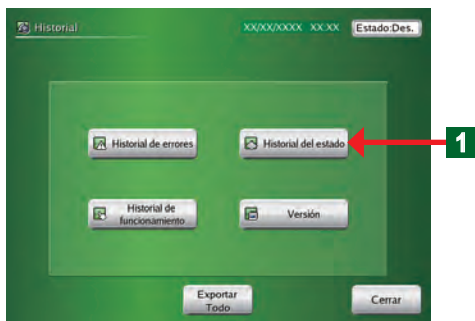 Historial
XX/XX/XXXX XX:XX
Estado:Des.
Historial de errores
Historial del estado
1
Historial de
funcionamiento
Versión
Exportar
Todo
Cerrar